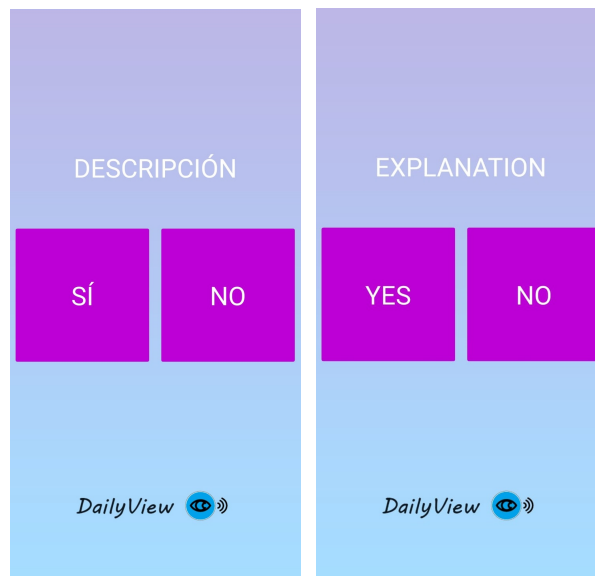 DESCRIPCIÓN
SÍ NO
DailyView
EXPLANATION
YES NO
DailyView